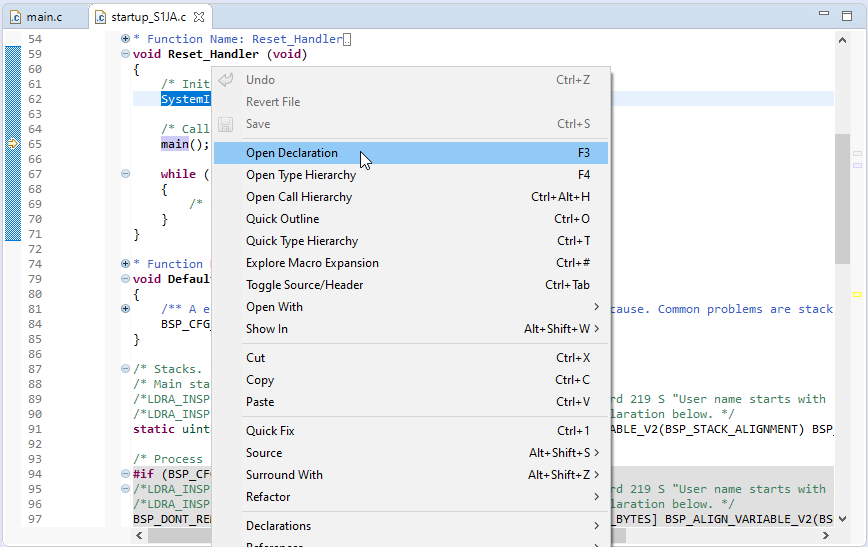 main.c
startup_S1JA.c
54 * Function Name: Reset_Handler
59 void Reset_Handler (void)
60 {
61 /* Init
62 SystemI
63
64 /* Call
65 main();
66
67 while (
68 {
69 /*
70 }
71 }
72
74 * Function
79 void Default
80 {
81 /** A e cause. Common problems are stack
84 BSP_CFG_
85 }
86
87 /* Stacks.
88 /* Main sta
89 /*LDRA_INSP rd 219 S "User name starts with
90 /*LDRA_INSP laration below. */
91 static uint ABLE_V2(BSP_STACK_ALIGNMENT) BSP_
92
93 /* Process
94 #if (BSP_CFG
95 /*LDRA_INSP rd 219 S "User name starts with
96 /*LDRA_INSP laration below. */
97 BSP_DONT_REM _BYTES] BSP_ALIGN_VARIABLE_V2(BS
Undo Ctrl+Z
Revert File
Save Ctrl+S
Open Declaration F3
Open Type Hierarchy F4
Open Call Hierarchy Ctrl+Alt+H
Quick Outline Ctrl+O
Quick Type Hierarchy Ctrl+T
Explore Macro Expansion Ctrl+#
Toggle Source/Header Ctrl+Tab
Open With
Show In Alt+Shift+W
Cut Ctrl+X
Copy Ctrl+C
Paste Ctrl+V
Quick Fix Ctrl+1
Source Alt+Shift+S
Surround With Alt+Shift+Z
Refactor
Declarations
References